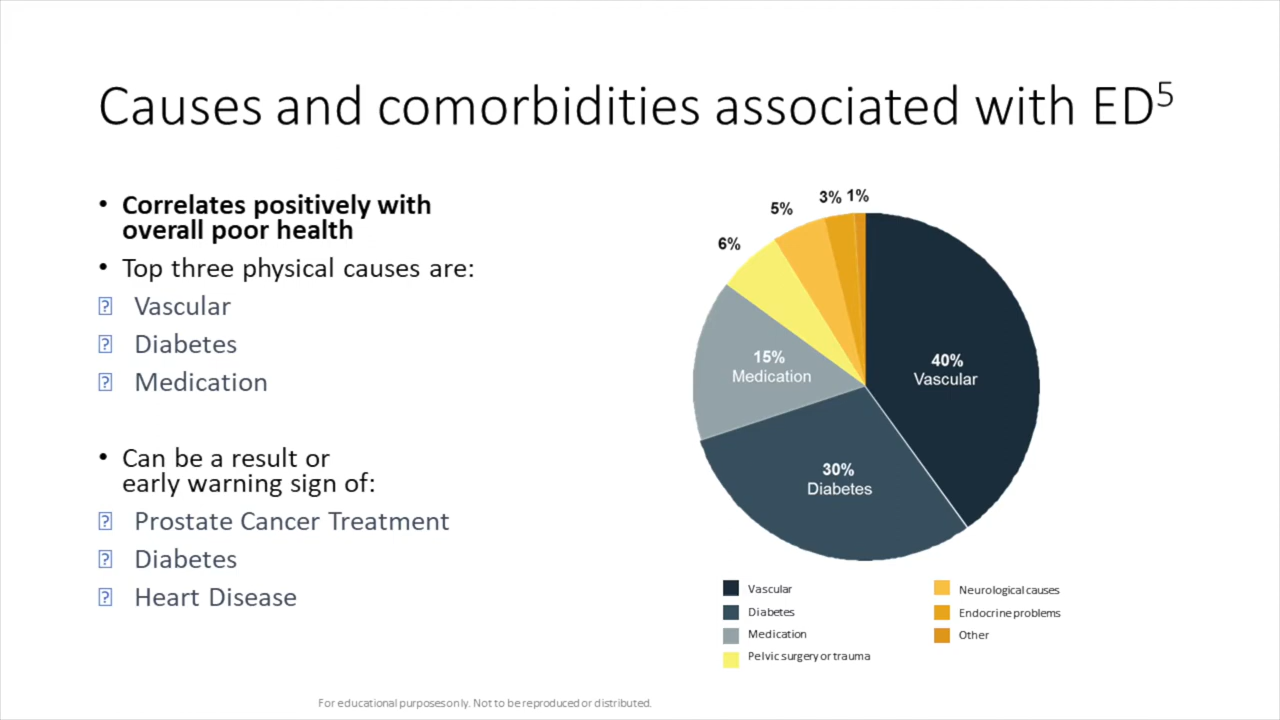 Causes and comorbidities associated with ED5
• Correlates positively with
overall poor health
• Top three physical causes are:
Vascular
Diabetes
Medication
• Can be a result or
early warning sign of:
Prostate Cancer Treatment
Diabetes
Heart Disease
5%
3% 1%
6%
15%
Medication
40%
Vascular
30%
Diabetes
Vascular
Diabetes
Medication
Pelvic surgery or trauma
Neurological causes
Endocrine problems
Other
For educational purposes only. Not to be reproduced or distributed.